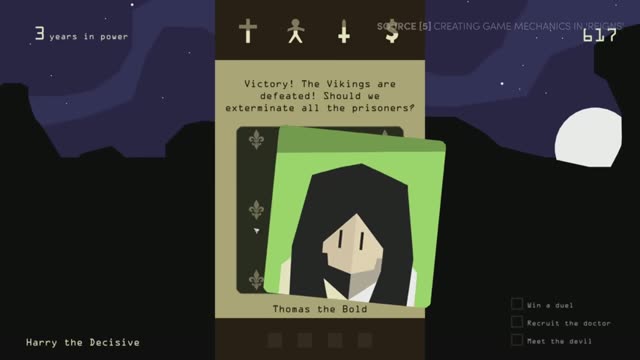 SOURCE [5] CREATING GAME MECHANICS IN 'REIGNS'
3 years in power
617
Victory! The Vikings are
defeated! Should we
exterminate all the prisoners?
Thomas the Bold
Win a duel
Recruit the doctor
Meet the devil
Harry the Decisive